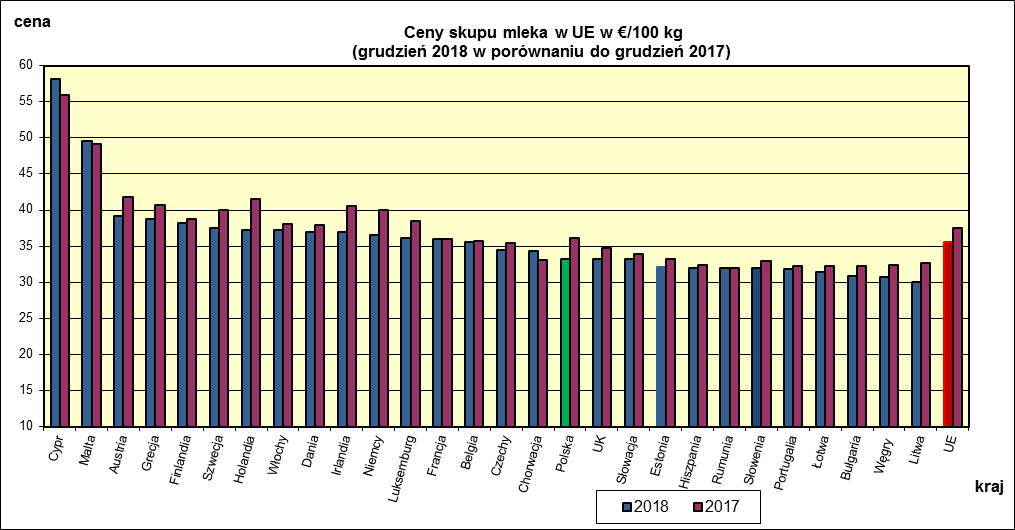 cena
Ceny skupu mleka w UE w €/100 kg
(grudzień 2018 w porównaniu do grudzień 2017)
60
55
50
45
40
35
30
25
20
15
10
Cypr
Malta
Austria
Grecja
Finlandia
Szwecja
Holandia
Włochy
Dania
Irlandia
Niemcy
Luksemburg
Francja
Belgia
Czechy
Chorwacja
Polska
UK
Słowacja
Estonia
Hiszpania
Rumunia
Słowenia
Portugalia
Łotwa
Bułgaria
Węgry
Litwa
UE
kraj
2018
2017